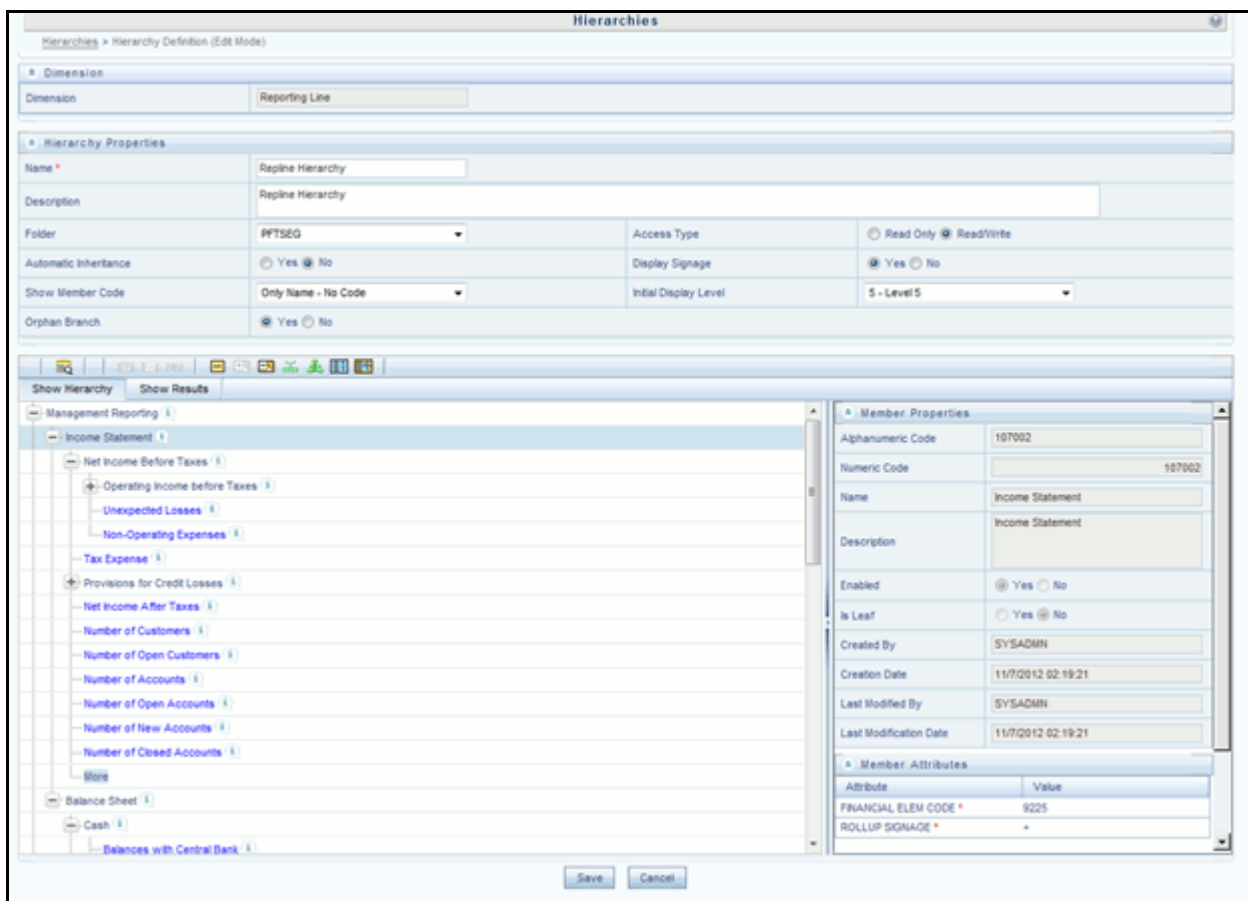 Hierarchies
Hierarchies > Hierarchy Definition (Edit Mode)
Dimension
Dimension Reporting Line
Hierarchy Properties
Name * Repline Hierarchy
Description Repline Hierarchy
Folder PFTSEG Access Type Read Only Read/Write
Automatic Inheritance Yes No Display Signage Yes No
Show Member Code Only Name - No Code Initial Display Level 5 - Level 5
Orphan Branch Yes No
Show Hierarchy Show Results
Management Reporting
Income Statement
Net Income Before Taxes
Operating Income before Taxes
Unexpected Losses
Non-Operating Expenses
Tax Expense
Provisions for Credit Losses
Net Income After Taxes
Number of Customers
Number of Open Customers
Number of Accounts
Number of Open Accounts
Number of New Accounts
Number of Closed Accounts
More
Balance Sheet
Cash
Balances with Central Bank
Member Properties
Alphanumeric Code 107002
Numeric Code 107002
Name Income Statement
Description Income Statement
Enabled Yes No
Is Leaf Yes No
Created By SYSADMN
Creation Date 11/7/2012 02:19:21
Last Modified By SYSADMN
Last Modification Date 11/7/2012 02:19:21
Member Attributes
Attribute Value
FINANCIAL ELEM CODE * 9225
ROLLUP SIGNAGE * +
Save Cancel